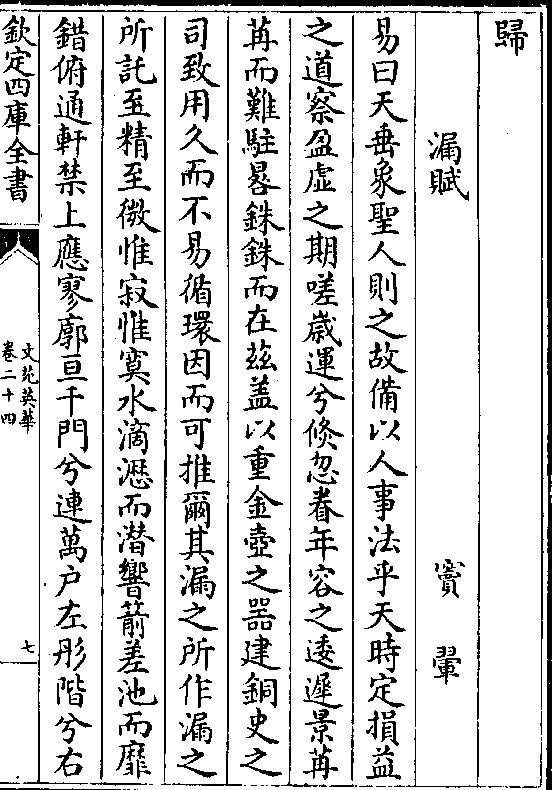 歸
漏賦 竇翬
易曰天垂象聖人則之故備以人事法乎天時定損益
之道察盈虛之期嗟歳運兮倐忽眷年容之逶遲景苒
苒而難駐晷銖銖而在兹盖以重金壺之器建銅史之
司致用久而不易循環因而可推爾其漏之所作漏之
所託至精至微惟寂惟寞水滴瀝而潛響箭差池而靡
錯俯通軒禁上應寥廓亘千門兮連萬户左彤階兮右
欽定四庫全書
文苑英華
卷二十四
七